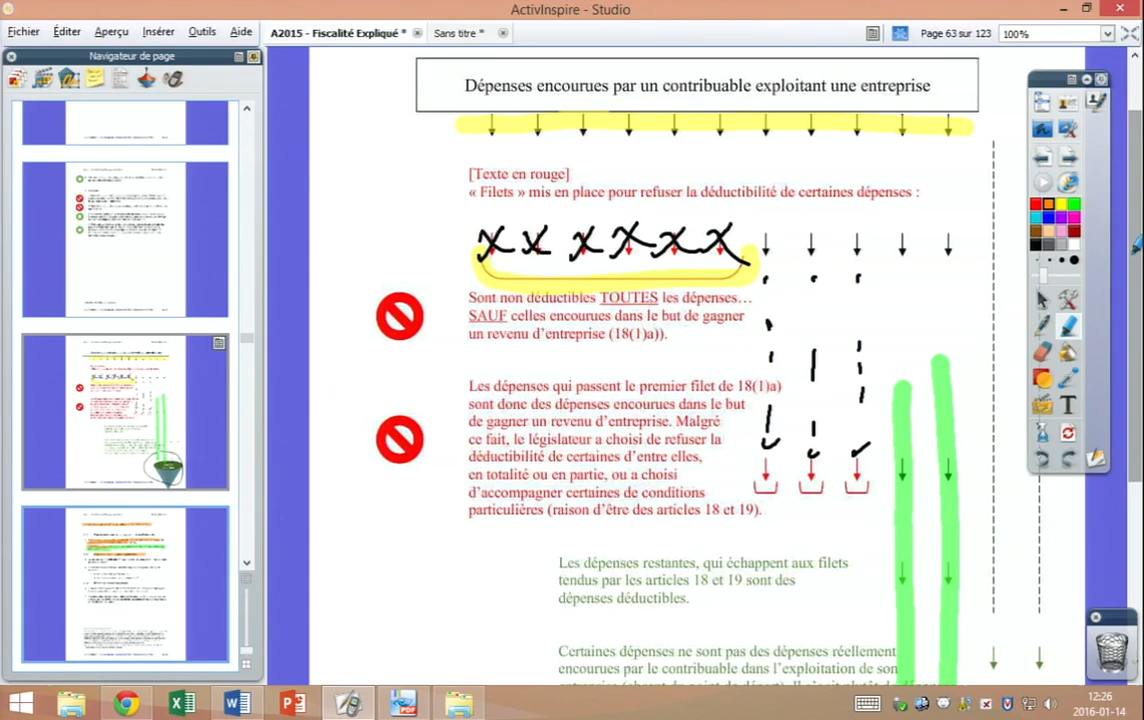 ActivInspire - Studio
Fichier Éditer Aperçu Insérer Outils Aide
A2015 - Fiscalité Expliqué * Sans titre *
Page 63 sur 123 100%
Navigateur de page
Dépenses encourues par un contribuable exploitant une entreprise
[Texte en rouge]
« Filets » mis en place pour refuser la déductibilité de certaines dépenses :
Sont non déductibles TOUTES les dépenses…
SAUF celles encourues dans le but de gagner
un revenu d’entreprise (18(1)a)).
Les dépenses qui passent le premier filet de 18(1)a)
sont donc des dépenses encourues dans le but
de gagner un revenu d’entreprise. Malgré
ce fait, le législateur a choisi de refuser la
déductibilité de certaines d’entre elles,
en totalité ou en partie, ou a choisi
d’accompagner certaines de conditions
particulières (raison d’être des articles 18 et 19).
Les dépenses restantes, qui échappent aux filets
tendus par les articles 18 et 19 sont des
dépenses déductibles.
Certaines dépenses ne sont pas des dépenses réellement
encourues par le contribuable dans l’exploitation de son
12:26
2016-01-14